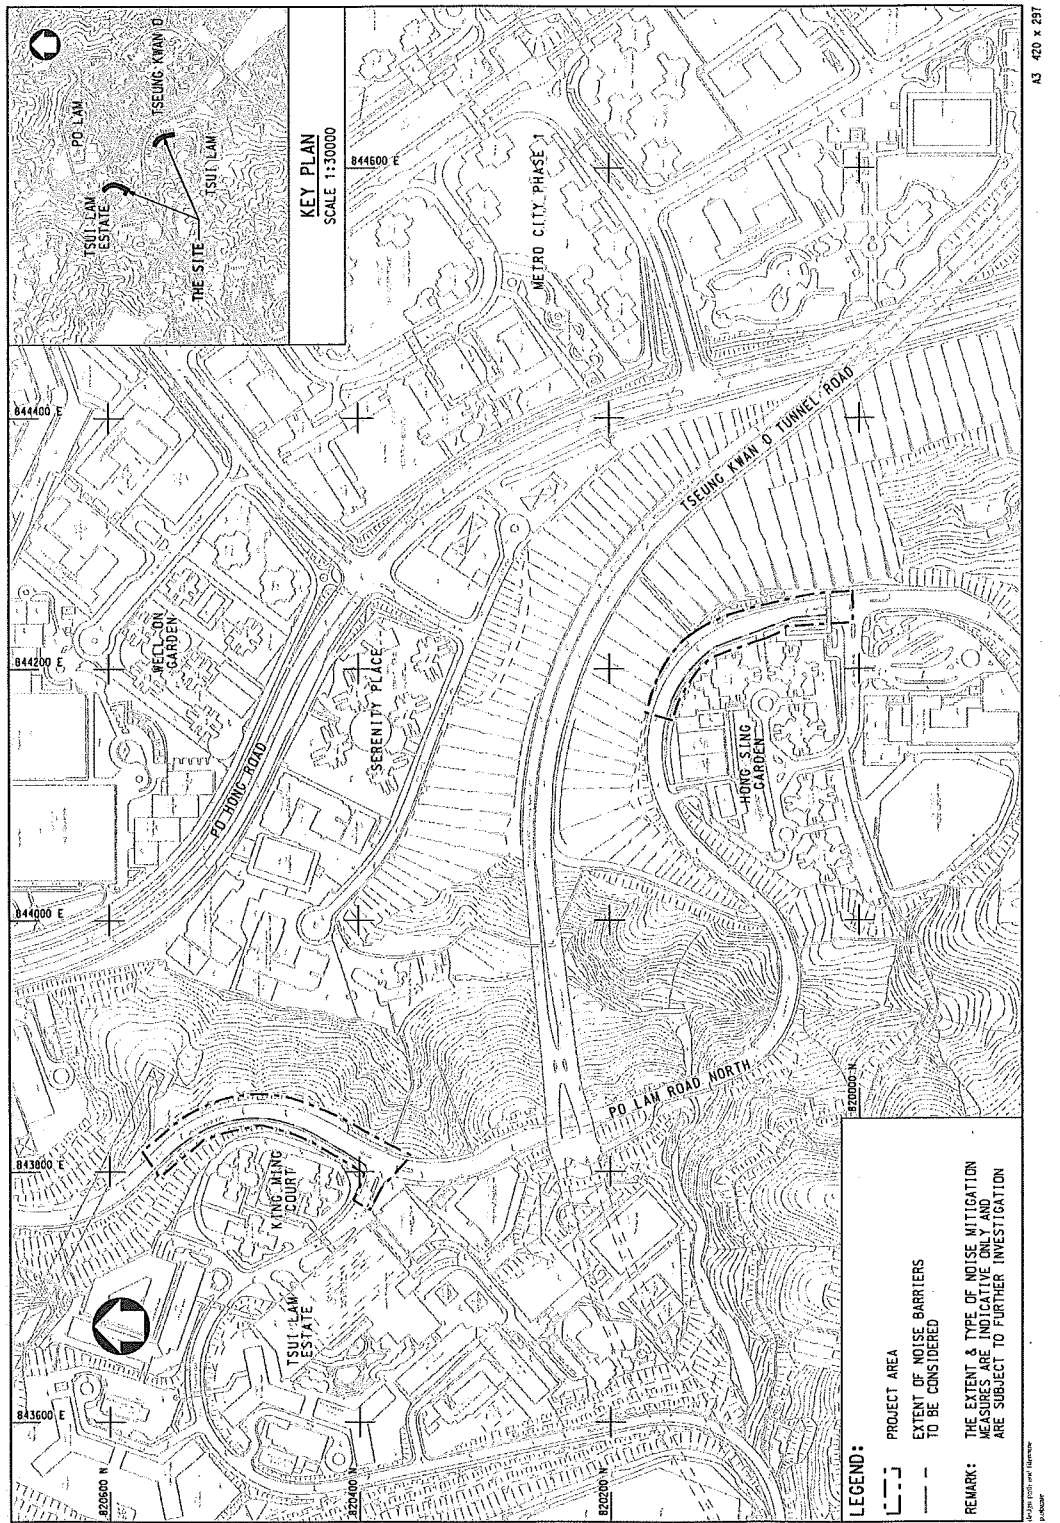 PO LAM
TSEUNG KWAN O
TSUI LAM
ESTATE
TSUI LAM
THE SITE
KEY PLAN
SCALE 1:30000
844600 E
844400 E
844200 E
844000 E
843800 E
843600 E
820600 N
820400 N
820200 N
820000 N
METRO CITY PHASE 1
TSEUNG KWAN O TUNNEL ROAD
WELL ON
GARDEN
SERENITY PLACE
PO HONG ROAD
HONG SING
GARDEN
PO LAM ROAD NORTH
KING MING
COURT
TSUI LAM
ESTATE
LEGEND:
PROJECT AREA
EXTENT OF NOISE BARRIERS
TO BE CONSIDERED
REMARK: THE EXTENT & TYPE OF NOISE MITIGATION
MEASURES ARE INDICATIVE ONLY AND
ARE SUBJECT TO FURTHER INVESTIGATION
A3 420 x 297